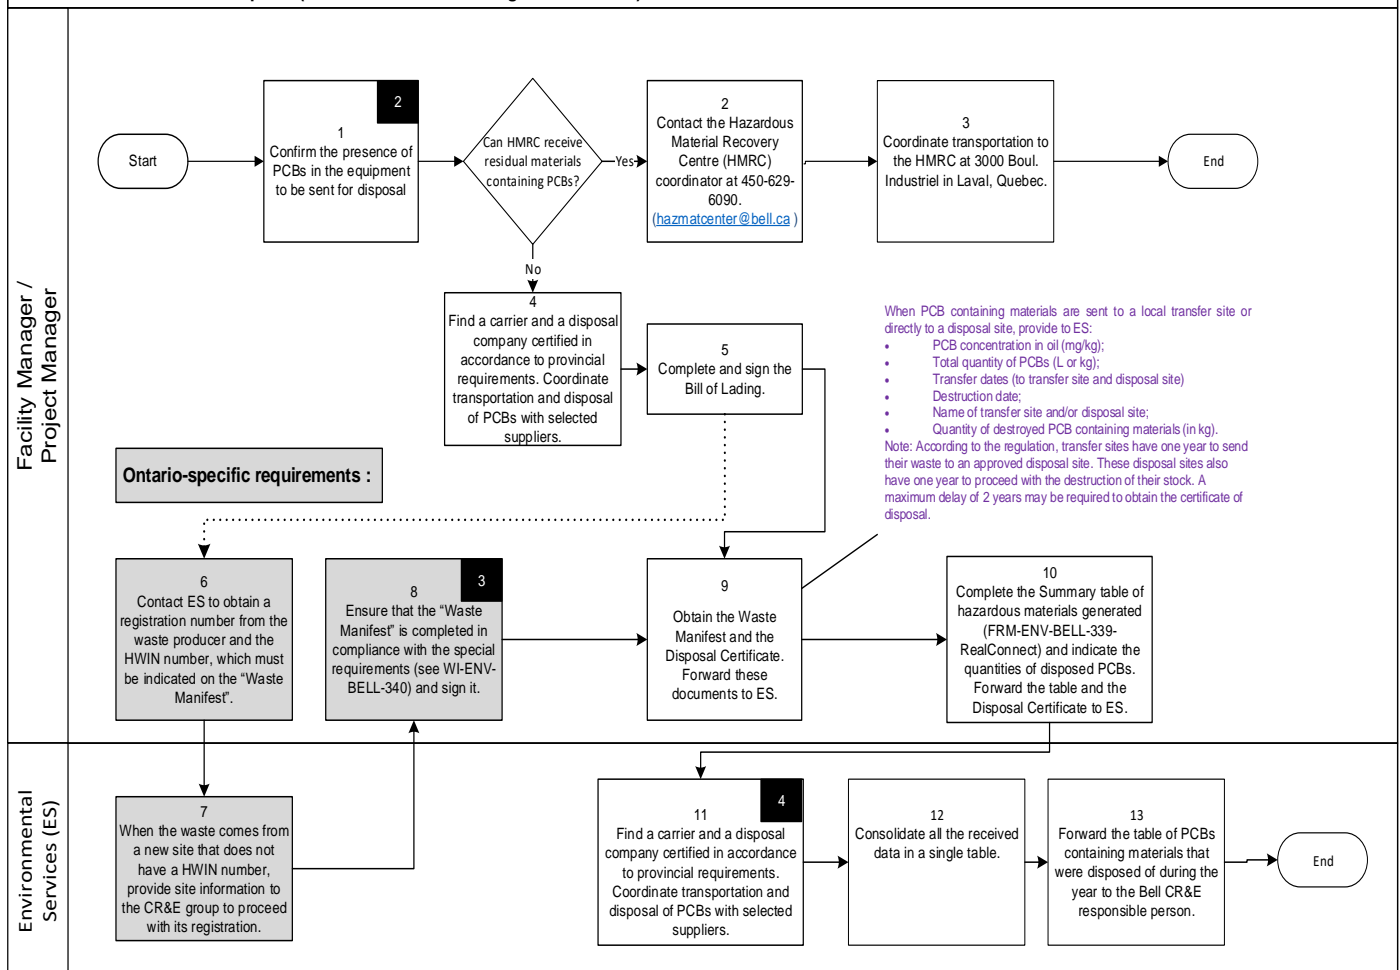 Facility Manager /
Project Manager
Start
2
1
Confirm the presence of
PCBs in the equipment
to be sent for disposal
Can HMRC receive
residual materials
containing PCBs?
Yes
No
2
Contact the Hazardous
Material Recovery
Centre (HMRC)
coordinator at 450-629-
6090.
(hazmatcenter@bell.ca )
3
Coordinate transportation to
the HMRC at 3000 Boul.
Industriel in Laval, Quebec.
End
4
Find a carrier and a disposal
company certified in
accordance to provincial
requirements. Coordinate
transportation and disposal
of PCBs with selected
suppliers.
5
Complete and sign the
Bill of Lading.
When PCB containing materials are sent to a local transfer site or
directly to a disposal site, provide to ES:
• PCB concentration in oil (mg/kg);
• Total quantity of PCBs (L or kg);
• Transfer dates (to transfer site and disposal site)
• Destruction date;
• Name of transfer site and/or disposal site;
• Quantity of destroyed PCB containing materials (in kg).
Note: According to the regulation, transfer sites have one year to send
their waste to an approved disposal site. These disposal sites also
have one year to proceed with the destruction of their stock. A
maximum delay of 2 years may be required to obtain the certificate of
disposal.
Ontario-specific requirements :
6
Contact ES to obtain a
registration number from the
waste producer and the
HWIN number, which must
be indicated on the “Waste
Manifest”.
3
8
Ensure that the “Waste
Manifest” is completed in
compliance with the special
requirements (see WI-ENV-
BELL-340) and sign it.
9
Obtain the Waste
Manifest and the
Disposal Certificate.
Forward these
documents to ES.
10
Complete the Summary table of
hazardous materials generated
(FRM-ENV-BELL-339-
RealConnect) and indicate the
quantities of disposed PCBs.
Forward the table and the
Disposal Certificate to ES.
Environmental
Services (ES)
7
When the waste comes from
a new site that does not
have a HWIN number,
provide site information to
the CR&E group to proceed
with its registration.
4
11
Find a carrier and a disposal
company certified in accordance
to provincial requirements.
Coordinate transportation and
disposal of PCBs with selected
suppliers.
12
Consolidate all the received
data in a single table.
13
Forward the table of PCBs
containing materials that
were disposed of during the
year to the Bell CR&E
responsible person.
End